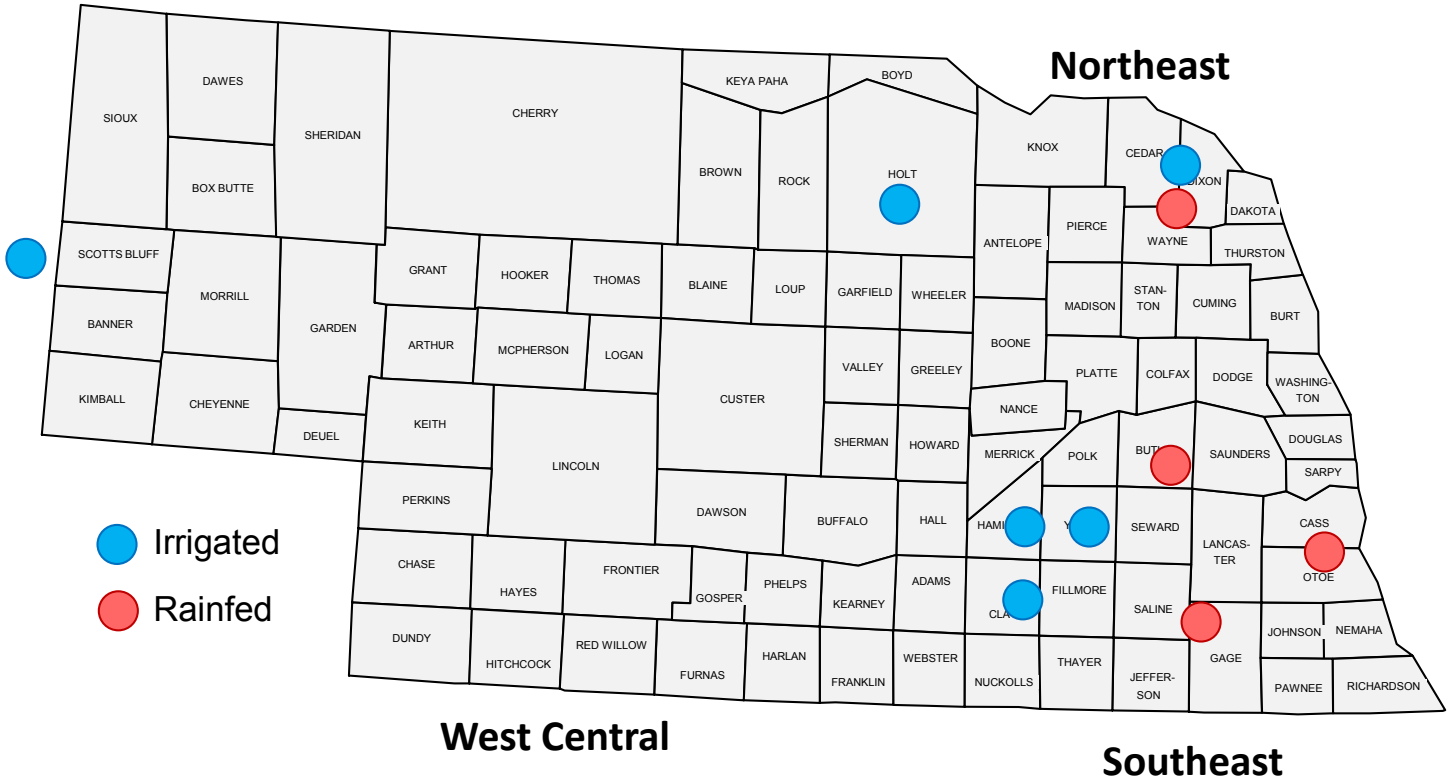 Northeast
KEYA PAHA
BOYD
DAWES
SIOUX
SHERIDAN
CHERRY
KNOX
CEDAR
BROWN
ROCK
HOLT
BOX BUTTE
DAKOTA
PIERCE
WAYNE
ANTELOPE
THURSTON
SCOTTS BLUFF
GRANT
HOOKER
THOMAS
BLAINE
LOUP
GARFIELD
WHEELER
MORRILL
MADISON
STAN-
TON
CUMING
BURT
BANNER
GARDEN
ARTHUR
MCPHERSON
LOGAN
BOONE
VALLEY
GREELEY
PLATTE
COLFAX
DODGE
WASHING-
TON
KIMBALL
CHEYENNE
CUSTER
NANCE
KEITH
DEUEL
SHERMAN
HOWARD
MERRICK
POLK
SAUNDERS
DOUGLAS
SARPY
LINCOLN
PERKINS
DAWSON
BUFFALO
HALL
SEWARD
CASS
LANCAS-
TER
Irrigated
CHASE
HAYES
FRONTIER
GOSPER
PHELPS
KEARNEY
ADAMS
FILLMORE
SALINE
OTOE
Rainfed
DUNDY
HITCHCOCK
RED WILLOW
FURNAS
HARLAN
FRANKLIN
WEBSTER
NUCKOLLS
THAYER
JEFFER-
SON
GAGE
JOHNSON
NEMAHA
PAWNEE
RICHARDSON
West Central
Southeast